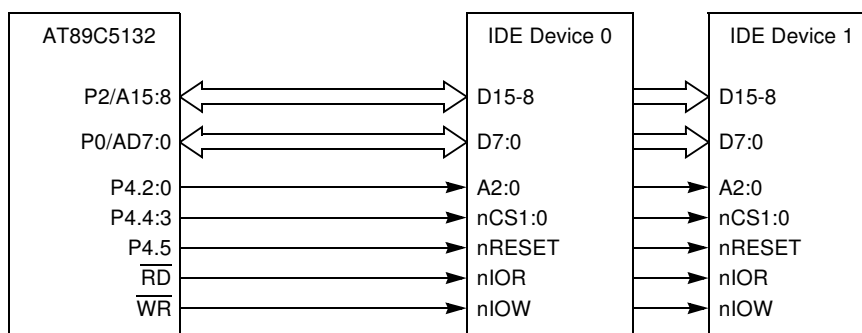 AT89C5132 IDE Device 0 IDE Device 1
P2/A15:8 D15-8 D15-8
P0/AD7:0 D7:0 D7:0
P4.2:0 A2:0 A2:0
P4.4:3 nCS1:0 nCS1:0
P4.5 nRESET nRESET
RD nIOR nIOR
WR nIOW nIOW